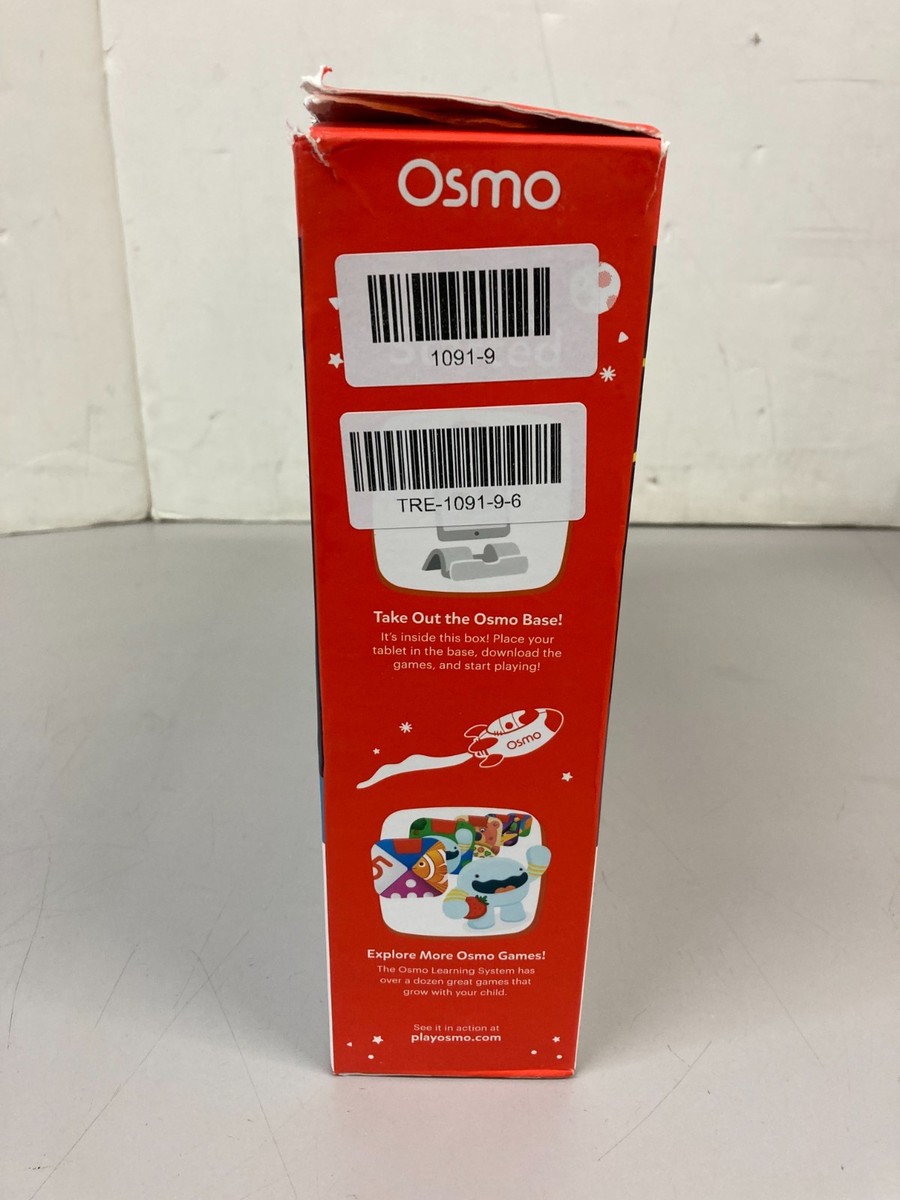 Osmo
1091-9
TRE-1091-9-6
Take Out the Osmo Base!
It's inside this box! Place your
tablet in the base, download the
games, and start playing!
Osmo
5
Explore More Osmo Games!
The Osmo Learning System has
over a dozen great games that
grow with your child.
See it in action at
playosmo.com